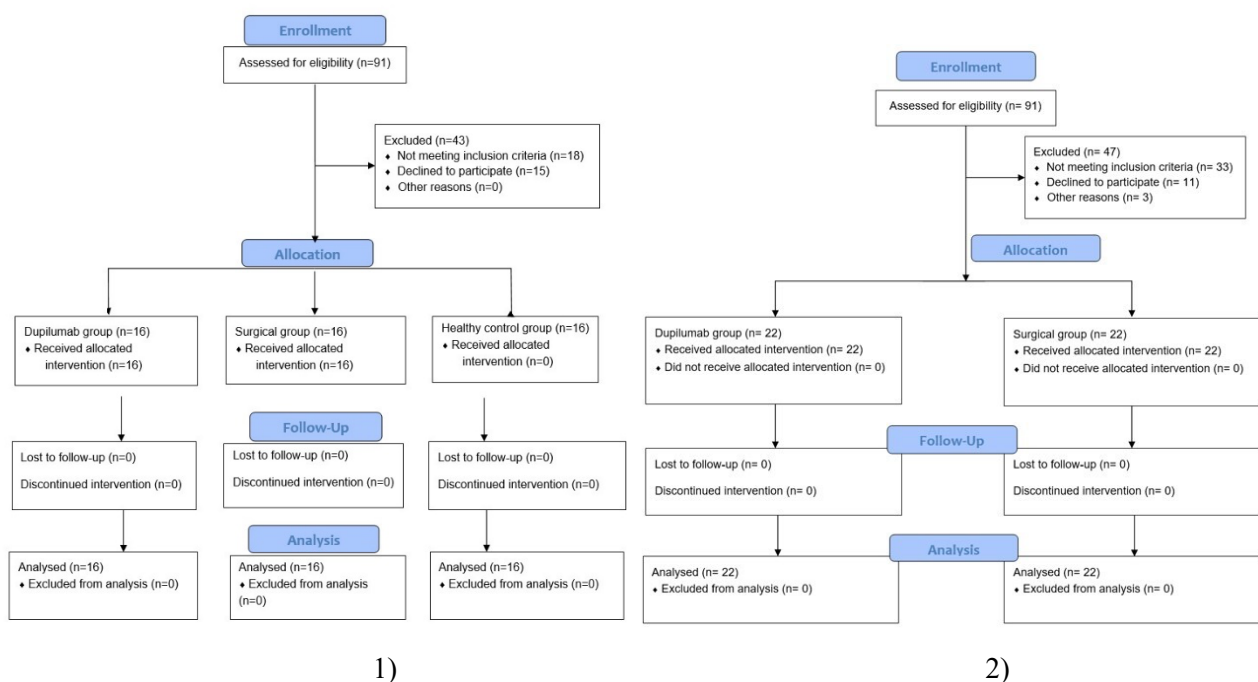 Enrollment
Assessed for eligibility (n=91)
Excluded (n=43)
♦ Not meeting inclusion criteria (n=18)
♦ Declined to participate (n=15)
♦ Other reasons (n=0)
Allocation
Dupilumab group (n=16)
♦ Received allocated
intervention (n=16)
Surgical group (n=16)
♦ Received allocated
intervention (n=16)
Healthy control group (n=16)
♦ Received allocated
intervention (n=0)
Follow-Up
Lost to follow-up (n=0)
Discontinued intervention (n=0)
Lost to follow-up (n=0)
Discontinued intervention (n=0)
Lost to follow-up (n=0)
Discontinued intervention (n=0)
Analysis
Analysed (n=16)
♦ Excluded from analysis (n=0)
Analysed (n=16)
♦ Excluded from analysis
(n=0)
Analysed (n=16)
♦ Excluded from analysis (n=0)
1)
Enrollment
Assessed for eligibility (n= 91)
Excluded (n= 47)
♦ Not meeting inclusion criteria (n= 33)
♦ Declined to participate (n= 11)
♦ Other reasons (n= 3)
Allocation
Dupilumab group (n= 22)
♦ Received allocated intervention (n= 22)
♦ Did not receive allocated intervention (n= 0)
Surgical group (n= 22)
♦ Received allocated intervention (n= 22)
♦ Did not receive allocated intervention (n= 0)
Follow-Up
Lost to follow-up (n= 0)
Discontinued intervention (n= 0)
Lost to follow-up (n= 0)
Discontinued intervention (n= 0)
Analysis
Analysed (n= 22)
♦ Excluded from analysis (n= 0)
Analysed (n= 22)
♦ Excluded from analysis (n= 0)
2)